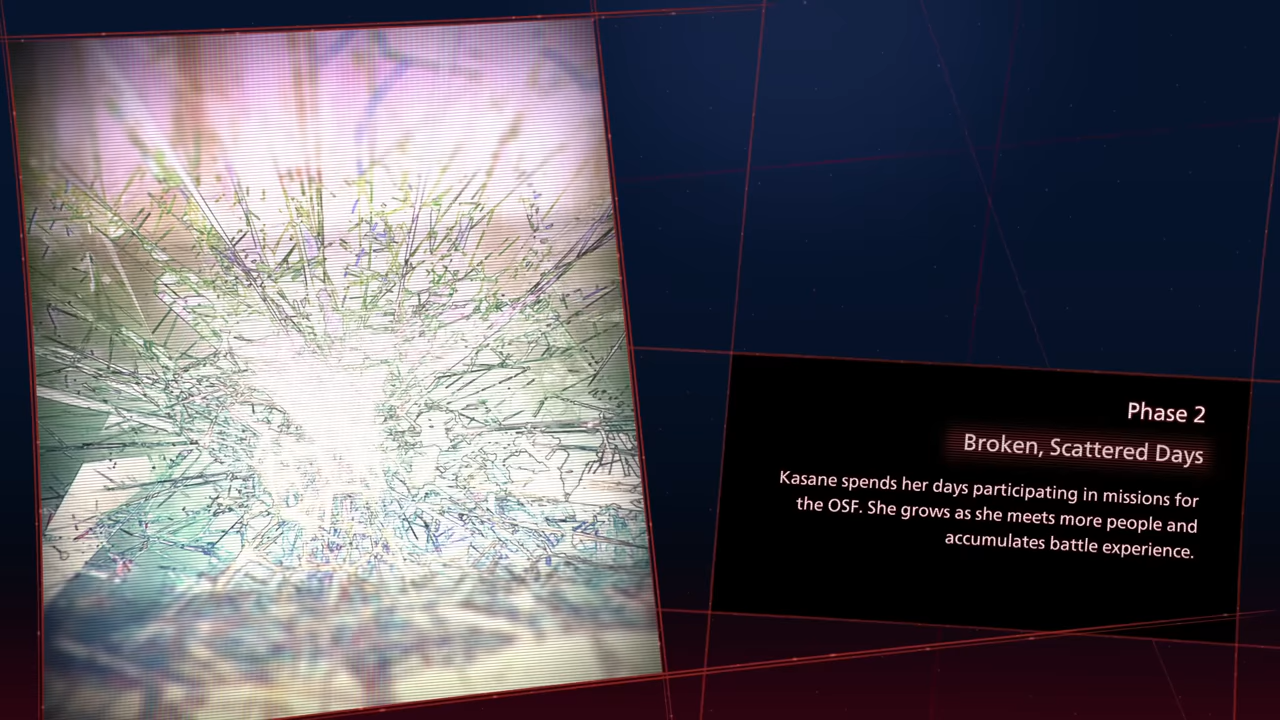 Phase 2
Broken, Scattered Days
Kasane spends her days participating in missions for
the OSF. She grows as she meets more people and
accumulates battle experience.